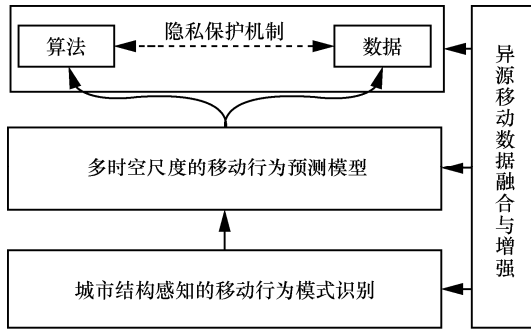 隐私保护机制
算法
数据
多时空尺度的移动行为预测模型
城市结构感知的移动行为模式识别
异源移动数据融合与增强